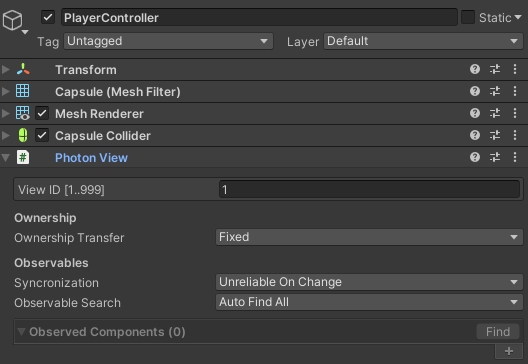 PlayerController
Static
Tag Untagged Layer Default
Transform
Capsule (Mesh Filter)
Mesh Renderer
Capsule Collider
# Photon View
View ID [1..999] 1
Ownership
Ownership Transfer Fixed
Observables
Syncronization Unreliable On Change
Observable Search Auto Find All
Observed Components (0) Find